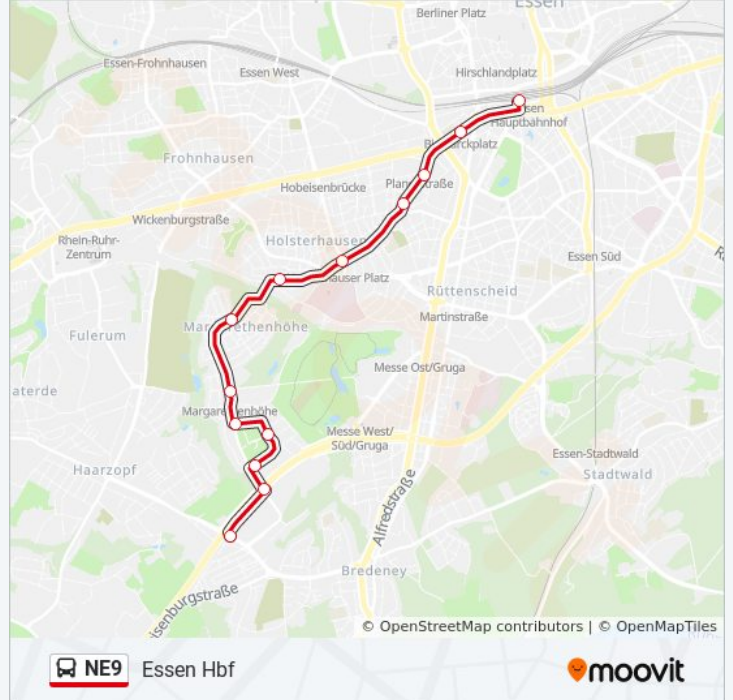 Essen
Berliner Platz
Essen-Frohnhausen
Essen West
Hirschlandplatz
Hauptbahnhof
Frohnhausen
Hobeisenbrücke
Wickenburgstraße
Rhein-Ruhr-
Zentrum
Holsterhausen
Essen Süd
Rüttenscheid
Martinstraße
Fulerum
Messe Ost/Gruga
Messe West/
Süd/Gruga
Essen-Stadtwald
Stadtwald
Haarzopf
Alfredstraße
Bredeney
© OpenStreetMap contributors | © OpenMapTiles
NE9 Essen Hbf
moovit